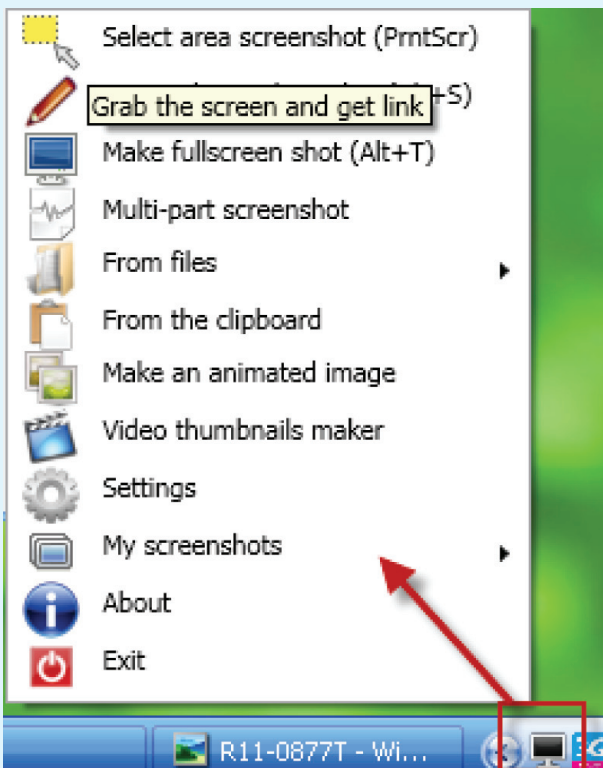 Select area screenshot (PrntScr)
+S)
Grab the screen and get link
Make fullscreen shot (Alt+T)
Multi-part screenshot
From files
From the clipboard
Make an animated image
Video thumbnails maker
Settings
My screenshots
About
Exit
R11-0877T - Wi...
3G